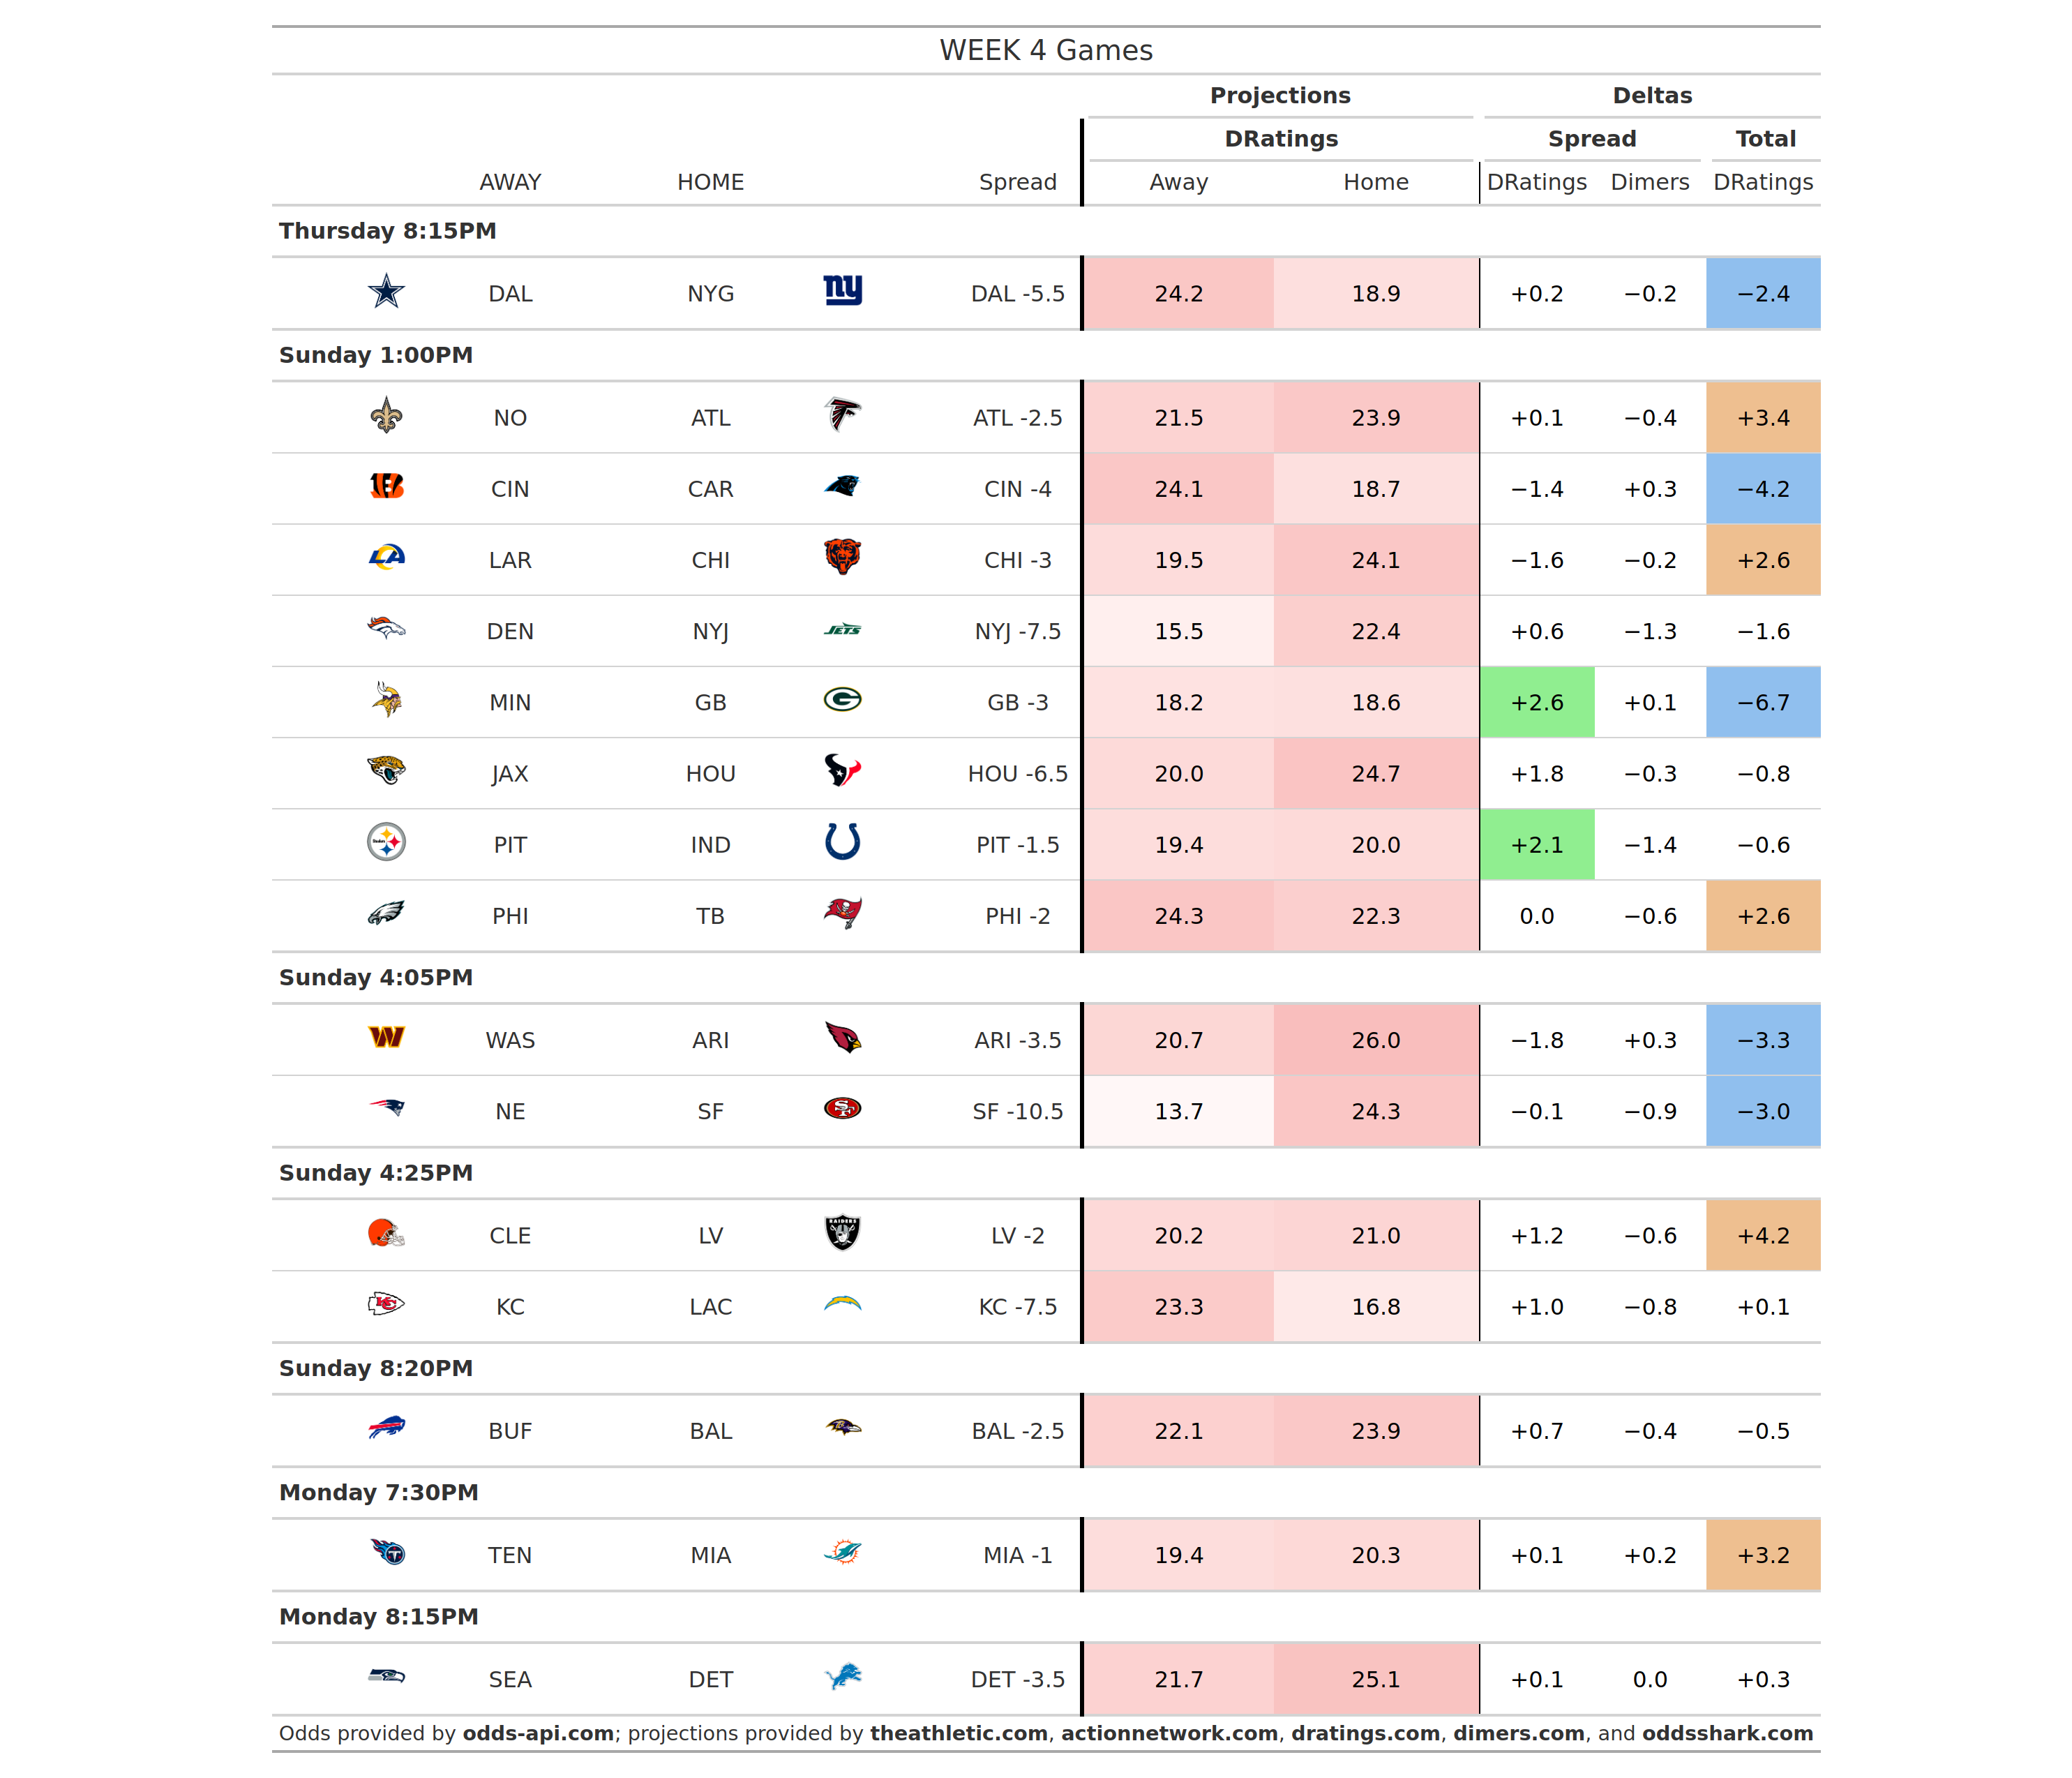 WEEK 4 Games
Projections Deltas
DRatings Spread Total
AWAY HOME Spread Away Home DRatings Dimers DRatings
Thursday 8:15PM
DAL NYG ny DAL -5.5 24.2 18.9 +0.2 −0.2 −2.4
Sunday 1:00PM
NO ATL ATL -2.5 21.5 23.9 +0.1 −0.4 +3.4
CIN CAR CIN -4 24.1 18.7 −1.4 +0.3 −4.2
LA LAR CHI CHI -3 19.5 24.1 −1.6 −0.2 +2.6
DEN NYJ JETS NYJ -7.5 15.5 22.4 +0.6 −1.3 −1.6
MIN GB G GB -3 18.2 18.6 +2.6 +0.1 −6.7
JAX HOU HOU -6.5 20.0 24.7 +1.8 −0.3 −0.8
Steelers PIT IND PIT -1.5 19.4 20.0 +2.1 −1.4 −0.6
PHI TB PHI -2 24.3 22.3 0.0 −0.6 +2.6
Sunday 4:05PM
W WAS ARI ARI -3.5 20.7 26.0 −1.8 +0.3 −3.3
NE SF SF SF -10.5 13.7 24.3 −0.1 −0.9 −3.0
Sunday 4:25PM
CLE LV RAIDERS LV -2 20.2 21.0 +1.2 −0.6 +4.2
KC KC LAC KC -7.5 23.3 16.8 +1.0 −0.8 +0.1
Sunday 8:20PM
BUF BAL BAL -2.5 22.1 23.9 +0.7 −0.4 −0.5
Monday 7:30PM
T TEN MIA MIA -1 19.4 20.3 +0.1 +0.2 +3.2
Monday 8:15PM
SEA DET DET -3.5 21.7 25.1 +0.1 0.0 +0.3
Odds provided by odds-api.com; projections provided by theathletic.com, actionnetwork.com, dratings.com, dimers.com, and oddsshark.com